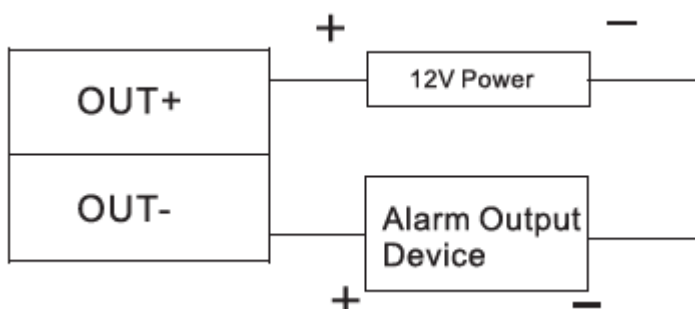 + −
OUT+ 12V Power
OUT- Alarm Output
Device
+ −